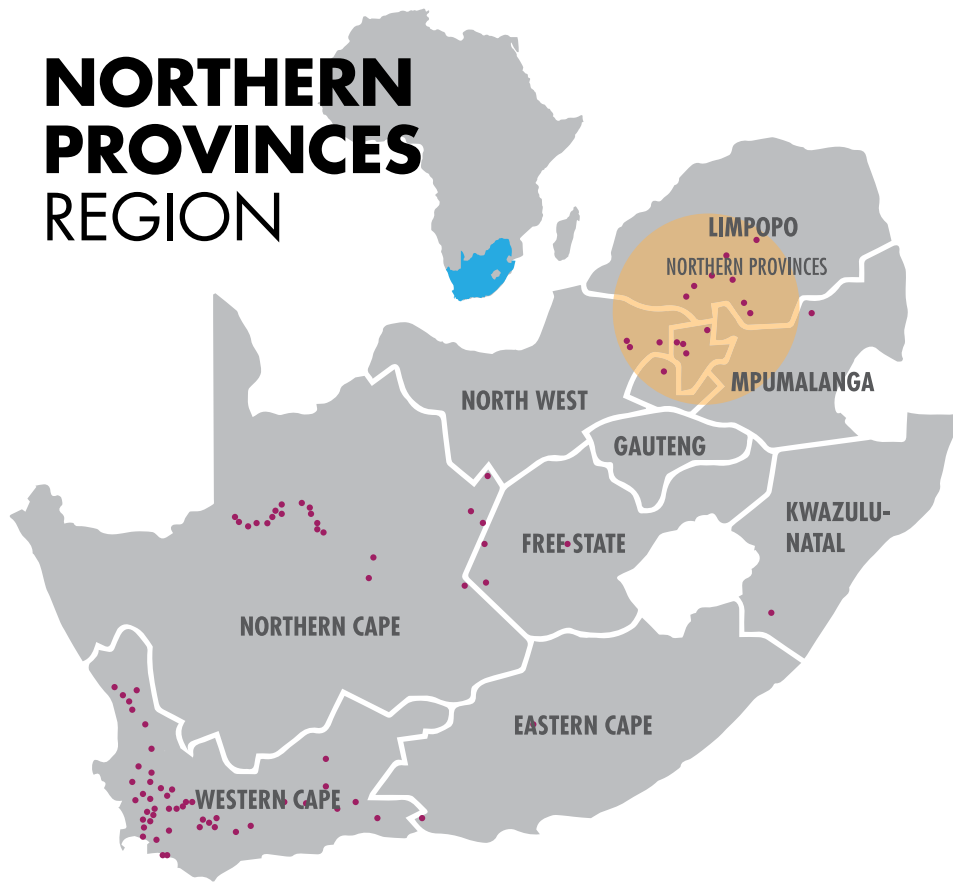 NORTHERN
PROVINCES
REGION
LIMPOPO
NORTHERN PROVINCES
MPUMALANGA
NORTH WEST
GAUTENG
KWAZULU-
NATAL
FREE STATE
NORTHERN CAPE
EASTERN CAPE
WESTERN CAPE